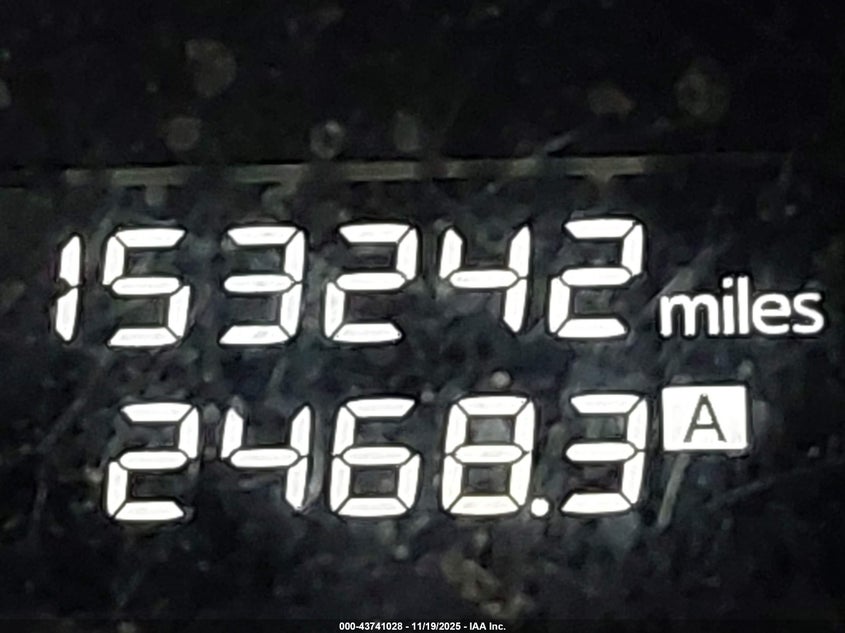 153242 miles
2468.3 A
000-43741028 - 11/19/2025 - IAA Inc.